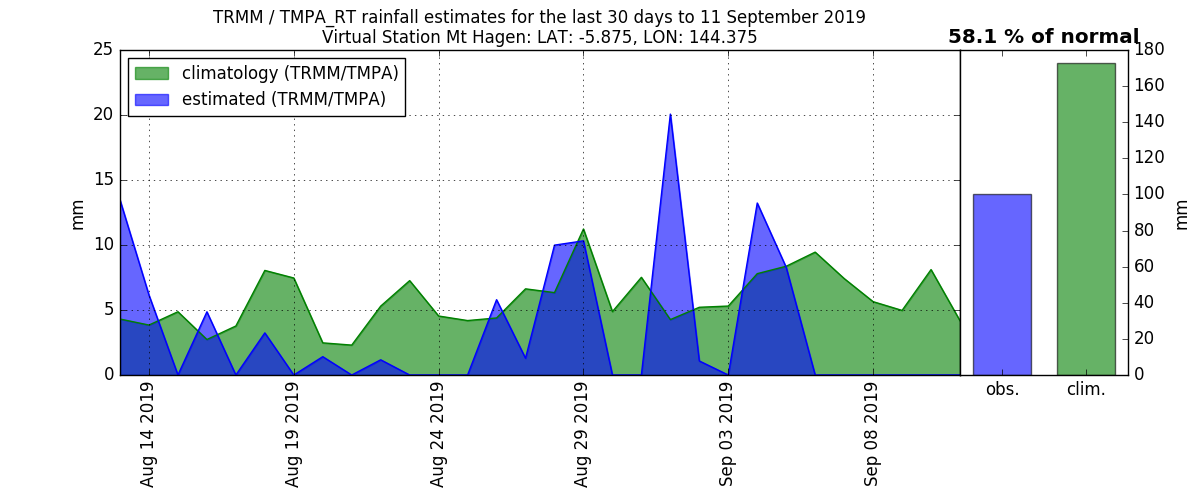 TRMM / TMPA_RT rainfall estimates for the last 30 days to 11 September 2019
Virtual Station Mt Hagen: LAT: -5.875, LON: 144.375
58.1 % of normal
climatology (TRMM/TMPA)
estimated (TRMM/TMPA)
mm
25
20
15
10
5
0
Aug 14 2019
Aug 19 2019
Aug 24 2019
Aug 29 2019
Sep 03 2019
Sep 08 2019
obs.
clim.
180
160
140
120
100
80
60
40
20
0
mm